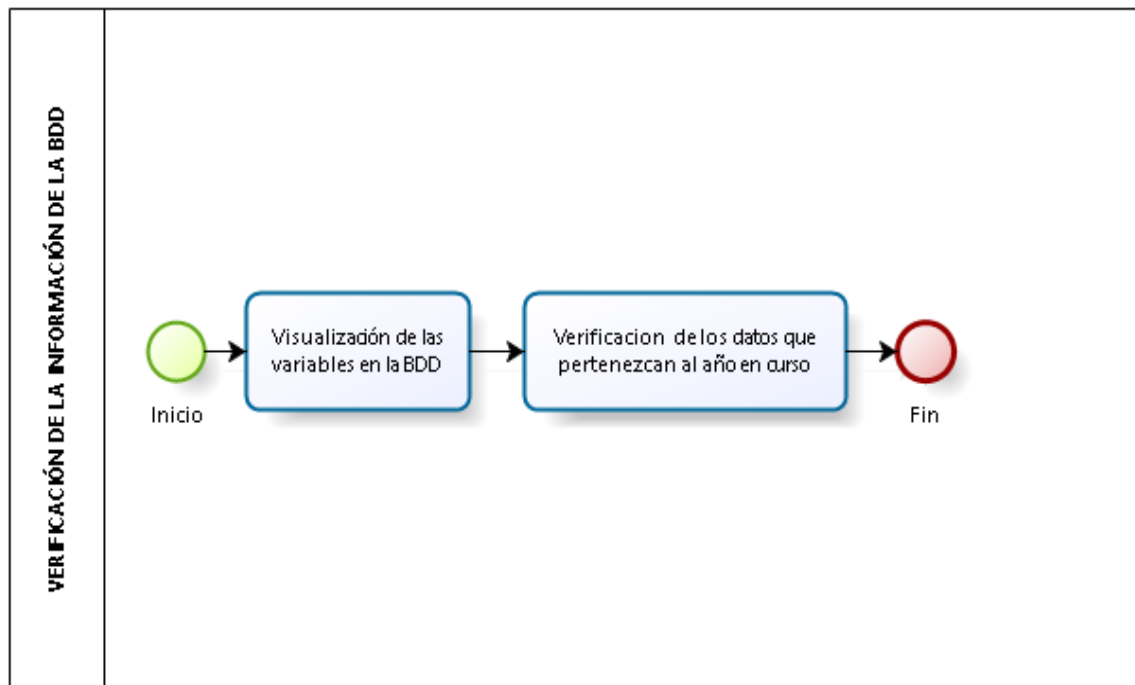 VERIFICACIÓN DE LA INFORMACIÓN DE LA BDD
Inicio
Visualización de las
variables en la BDD
Verificacion de los datos que
pertenezcan al año en curso
Fin